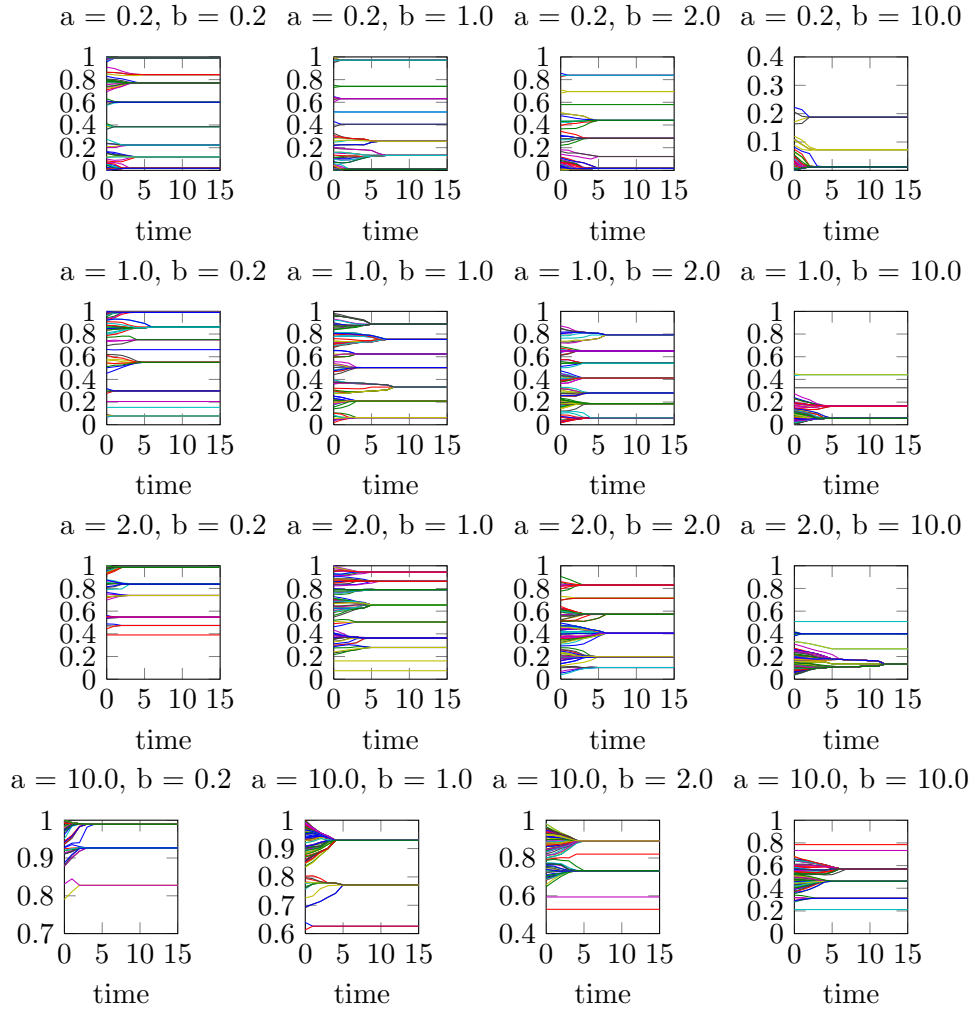 a = 0.2, b = 0.2 a = 0.2, b = 1.0 a = 0.2, b = 2.0 a = 0.2, b = 10.0
1 1 1 0.4
0.8 0.8 0.8 0.3
0.6 0.6 0.6
0.4 0.4 0.4 0.2
0.2 0.2 0.2 0.1
0 0 0 0
0 5 10 15 0 5 10 15 0 5 10 15 0 5 10 15
time time time time
a = 1.0, b = 0.2 a = 1.0, b = 1.0 a = 1.0, b = 2.0 a = 1.0, b = 10.0
1 1 1 1
0.8 0.8 0.8 0.8
0.6 0.6 0.6 0.6
0.4 0.4 0.4 0.4
0.2 0.2 0.2 0.2
0 0 0 0
0 5 10 15 0 5 10 15 0 5 10 15 0 5 10 15
time time time time
a = 2.0, b = 0.2 a = 2.0, b = 1.0 a = 2.0, b = 2.0 a = 2.0, b = 10.0
1 1 1 1
0.8 0.8 0.8 0.8
0.6 0.6 0.6 0.6
0.4 0.4 0.4 0.4
0.2 0.2 0.2 0.2
0 0 0 0
0 5 10 15 0 5 10 15 0 5 10 15 0 5 10 15
time time time time
a = 10.0, b = 0.2 a = 10.0, b = 1.0 a = 10.0, b = 2.0 a = 10.0, b = 10.0
1 1 1 1
0.9 0.9 0.8 0.8
0.8 0.8 0.6 0.6
0.7 0.7 0.4 0.4
0.6 0.2
0
0 5 10 15 0 5 10 15 0 5 10 15 0 5 10 15
time time time time